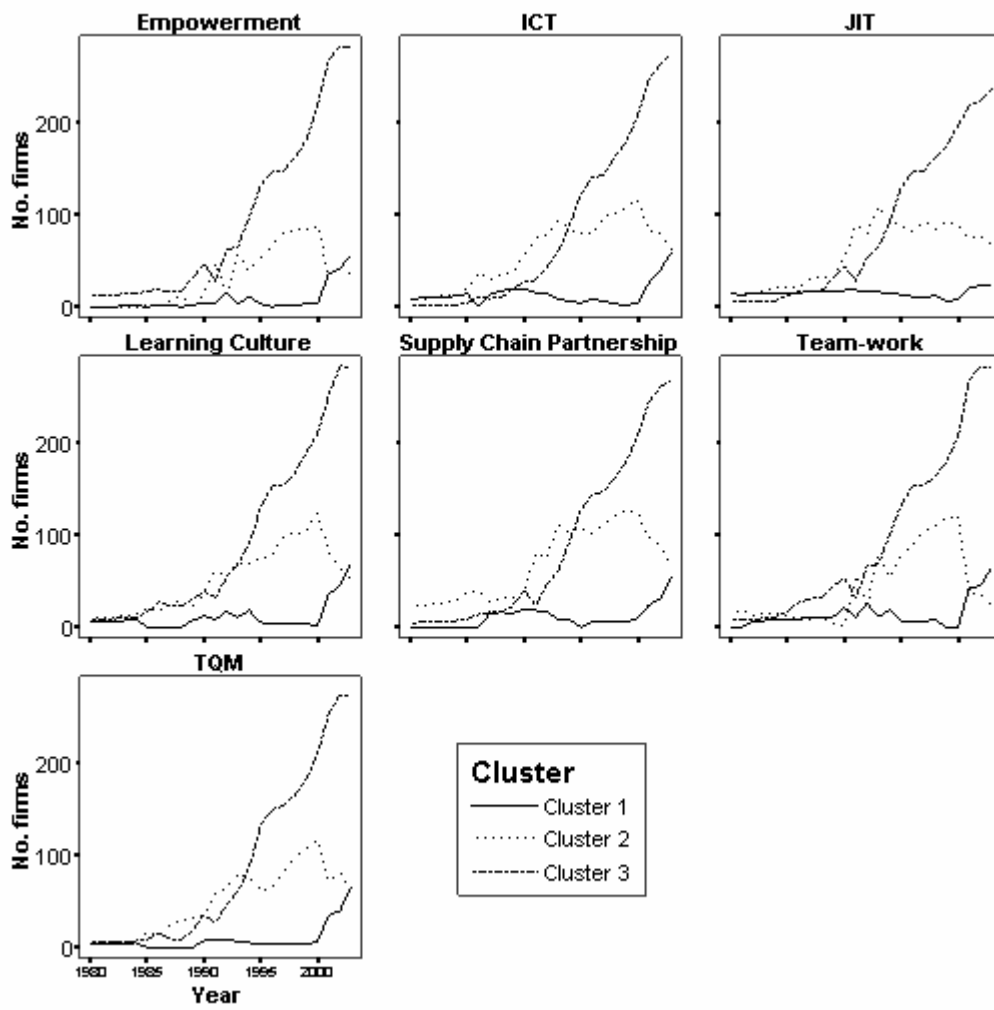 Empowerment ICT JIT
No. firms
200
100
0
Learning Culture Supply Chain Partnership Team-work
No. firms
200
100
0
TQM
No. firms
200
100
0
1980 1985 1990 1995 2000
Year
Cluster
Cluster 1
Cluster 2
Cluster 3